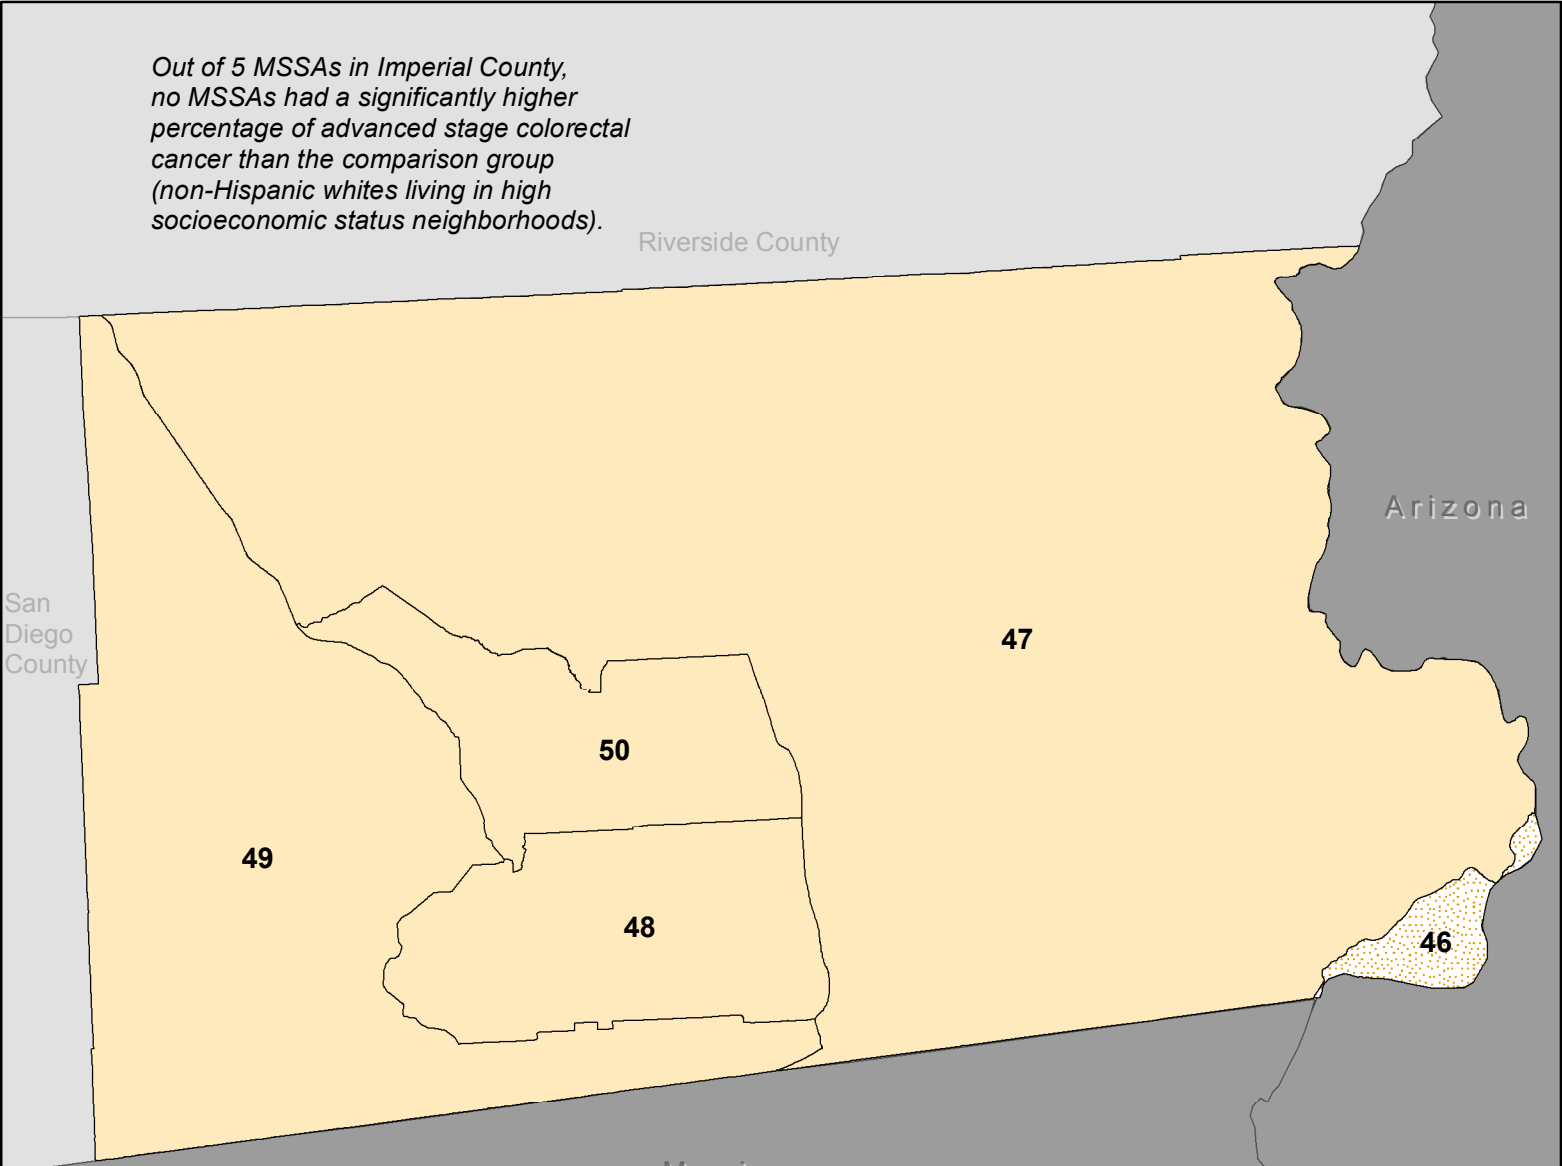 Out of 5 MSSAs in Imperial County,
no MSSAs had a significantly higher
percentage of advanced stage colorectal
cancer than the comparison group
(non-Hispanic whites living in high
socioeconomic status neighborhoods).
Riverside County
Arizona
San
Diego
County
47
50
49
48
46